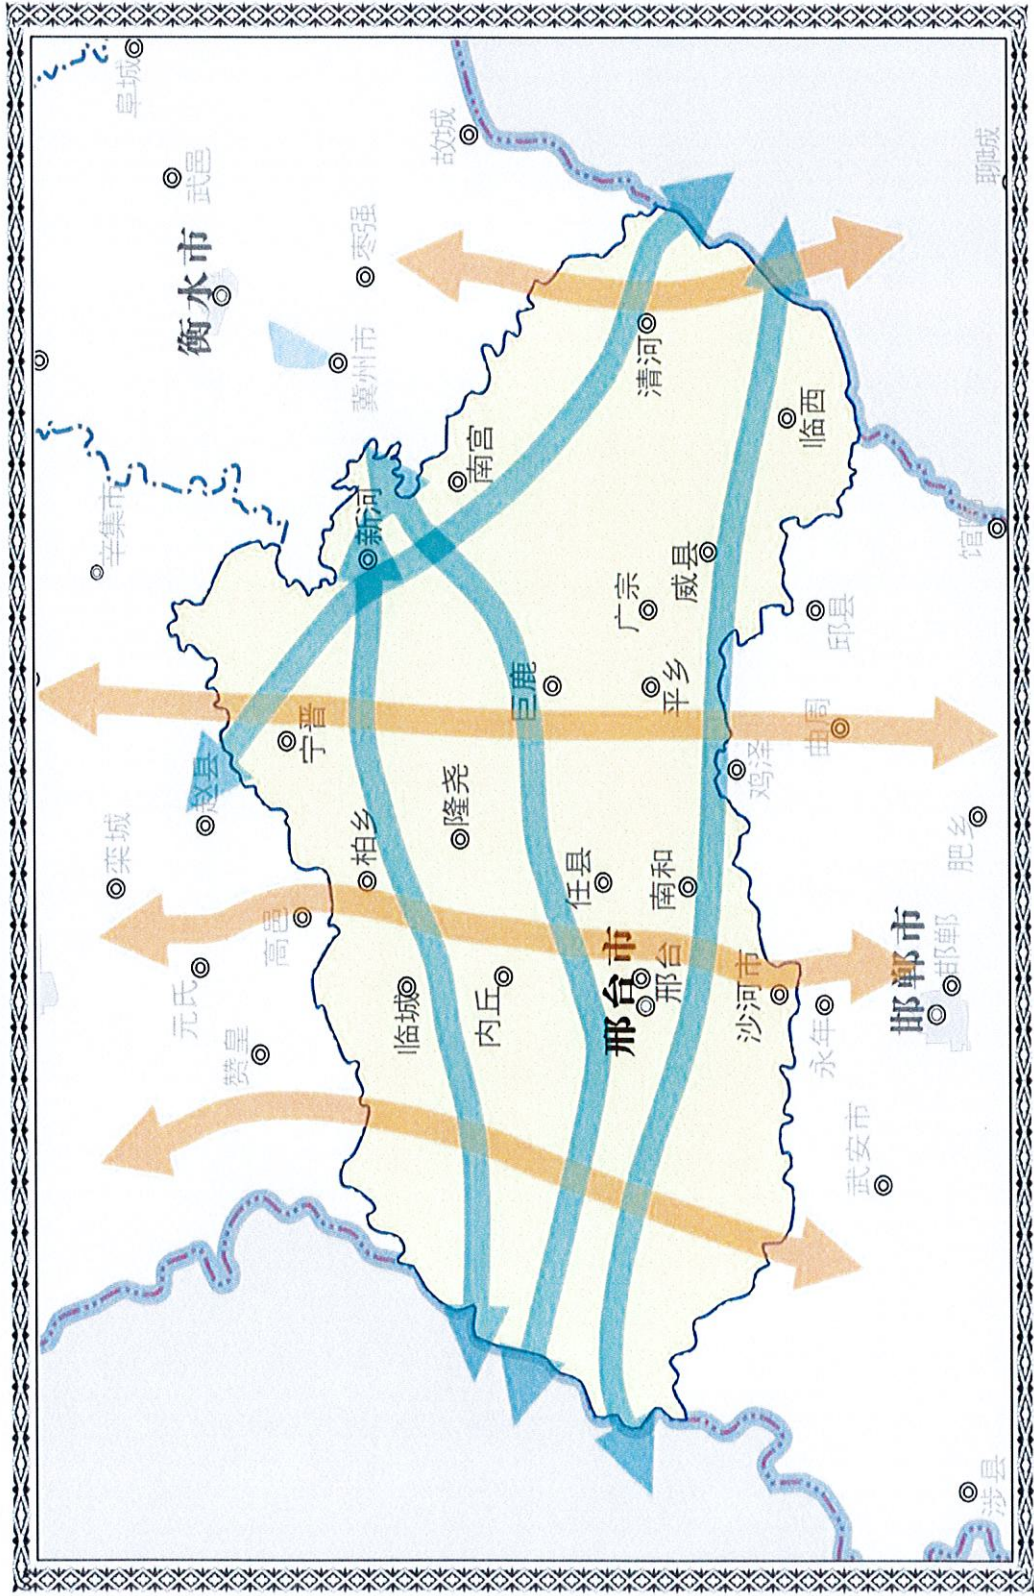 阜城
武邑
衡水市
枣强
冀州市
故城
聊城
辛集市
新河
南宫
清河
临西
广宗
威县
邱县
赵县
宁晋
巨鹿
平乡
曲周
鸡泽
栾城
柏乡
隆尧
任县
南和
肥乡
高邑
元氏
赞皇
临城
内丘
邢台市
邢台
沙河市
永年
邯郸市
邯郸
武安市
涉县